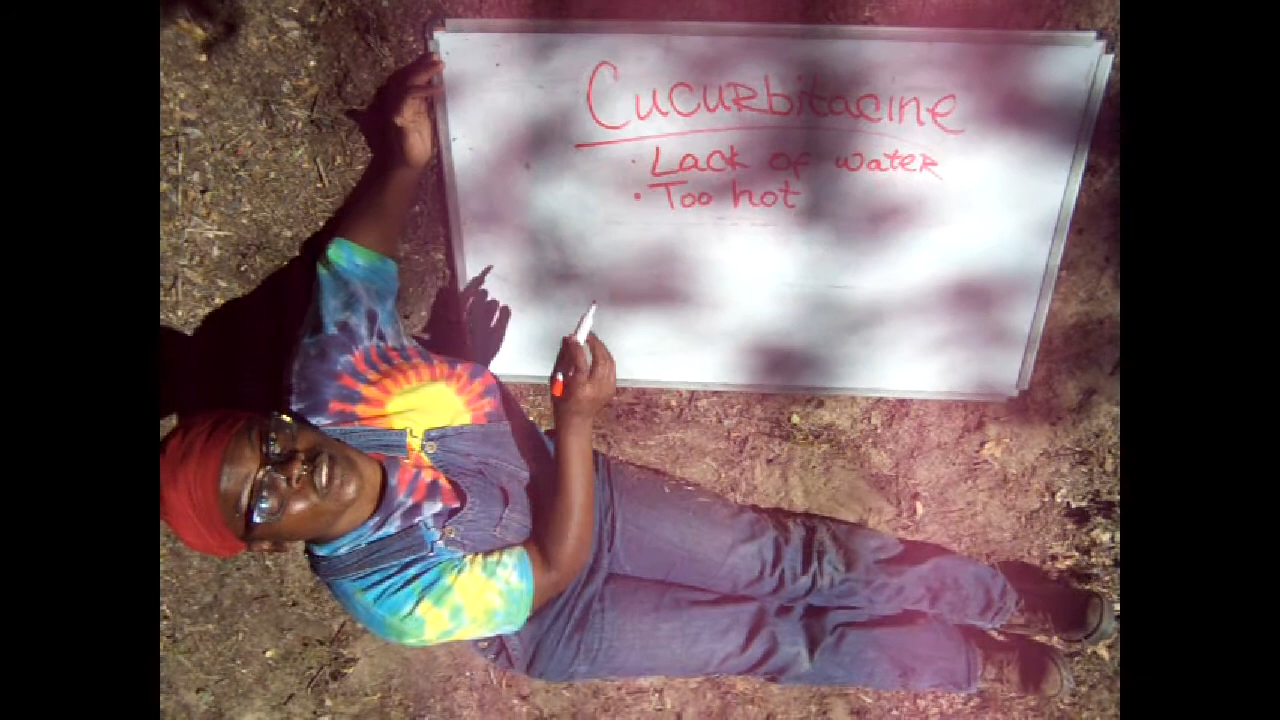 Cucurbitacine
• Lack of water
• Too hot